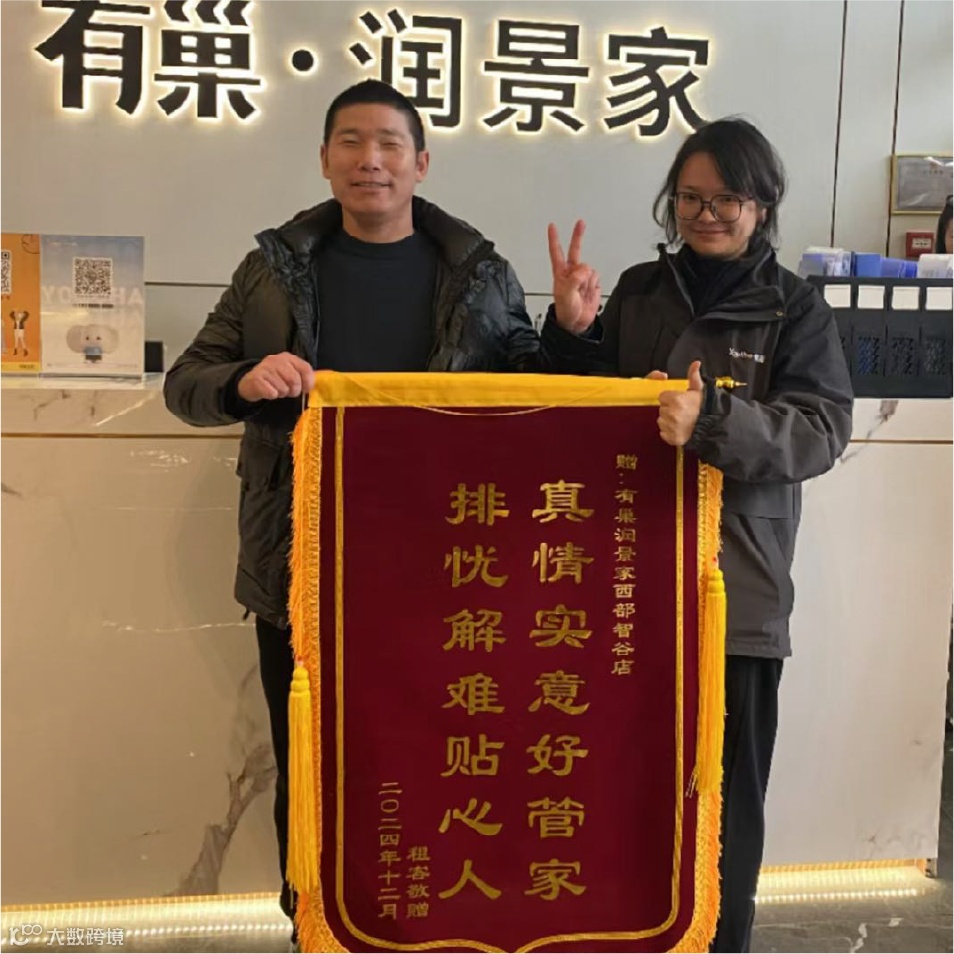 有巢·润景家
赠：有巢润景家西部智谷店
真情实意好管家
排忧解难贴心人
租客敬赠
二〇二四年十二月
大数跨境